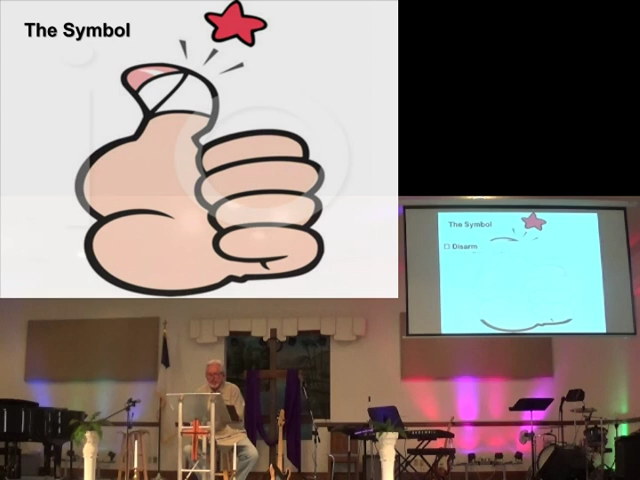 The Symbol
The Symbol
☐ Disarm